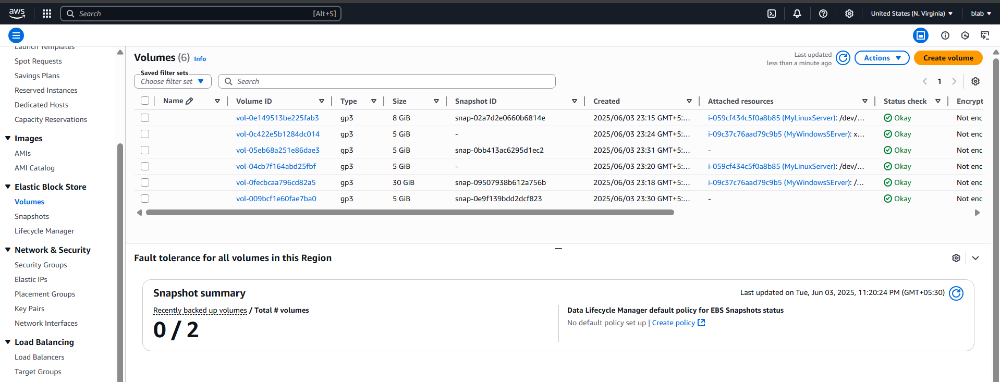 aws
Search [Alt+S]
United States (N. Virginia) blab
Launch Templates
Spot Requests
Savings Plans
Reserved Instances
Dedicated Hosts
Capacity Reservations
Images
AMIs
AMI Catalog
Elastic Block Store
Volumes
Snapshots
Lifecycle Manager
Network & Security
Security Groups
Elastic IPs
Placement Groups
Key Pairs
Network Interfaces
Load Balancing
Load Balancers
Target Groups
Volumes (6) Info
Last updated
less than a minute ago
Actions
Create volume
Saved filter sets
Choose filter set
Search
1
Name Volume ID Type Size Snapshot ID Created Attached resources Status check Encrypt
vol-0e149513be225fab3 gp3 8 GiB snap-02a7d2e0660b6814e 2025/06/03 23:15 GMT+5:... i-059cf434c5f0a8b85 (MyLinuxServer): /dev/... Okay Not enc
vol-0c422e5b1284dc014 gp3 5 GiB - 2025/06/03 23:24 GMT+5:... i-09c37c76aad79c9b5 (MyWindowsSErver): x... Okay Not enc
vol-05eb68a251e86dae3 gp3 5 GiB snap-0bb413ac6295d1ec2 2025/06/03 23:31 GMT+5:... - Okay Not enc
vol-04cb7f164abd25fbf gp3 5 GiB - 2025/06/03 23:20 GMT+5:... i-059cf434c5f0a8b85 (MyLinuxServer): /dev/... Okay Not enc
vol-0fecbcaa796cd82a5 gp3 30 GiB snap-09507938b612a756b 2025/06/03 23:18 GMT+5:... i-09c37c76aad79c9b5 (MyWindowsSErver): /... Okay Not enc
vol-009bcf1e60fae7ba0 gp3 5 GiB snap-0e9f139bdd2dcf823 2025/06/03 23:30 GMT+5:... - Okay Not enc
Fault tolerance for all volumes in this Region
Snapshot summary
Last updated on Tue, Jun 03, 2025, 11:20:24 PM (GMT+05:30)
Recently backed up volumes / Total # volumes
0 / 2
Data Lifecycle Manager default policy for EBS Snapshots status
No default policy set up | Create policy